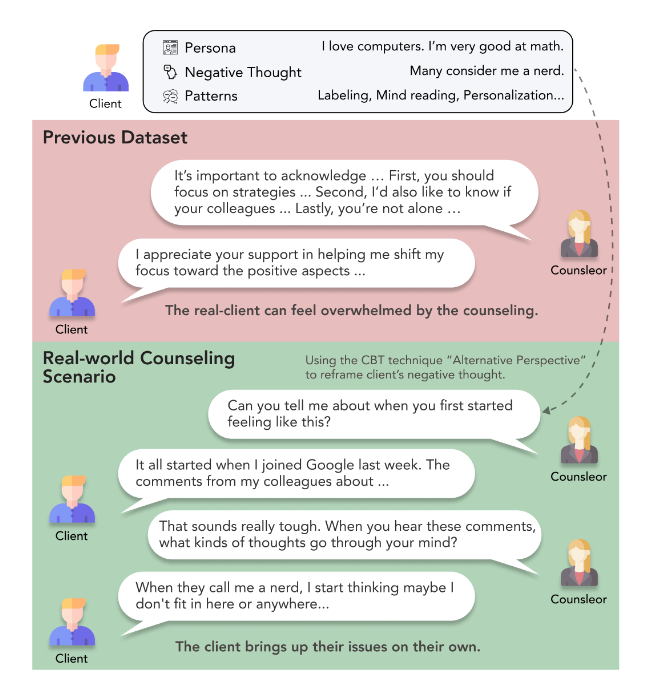 Persona I love computers. I’m very good at math.
Negative Thought Many consider me a nerd.
Patterns Labeling, Mind reading, Personalization...
Client
Previous Dataset
It’s important to acknowledge … First, you should
focus on strategies ... Second, I’d also like to know if
your colleagues ... Lastly, you’re not alone …
Counsleor
I appreciate your support in helping me shift my
focus toward the positive aspects ...
Client
The real-client can feel overwhelmed by the counseling.
Real-world Counseling
Scenario
Using the CBT technique “Alternative Perspective”
to reframe client’s negative thought.
Can you tell me about when you first started
feeling like this?
Counsleor
It all started when I joined Google last week. The
comments from my colleagues about ...
Client
That sounds really tough. When you hear these comments,
what kinds of thoughts go through your mind?
Counsleor
When they call me a nerd, I start thinking maybe I
don't fit in here or anywhere...
Client
The client brings up their issues on their own.